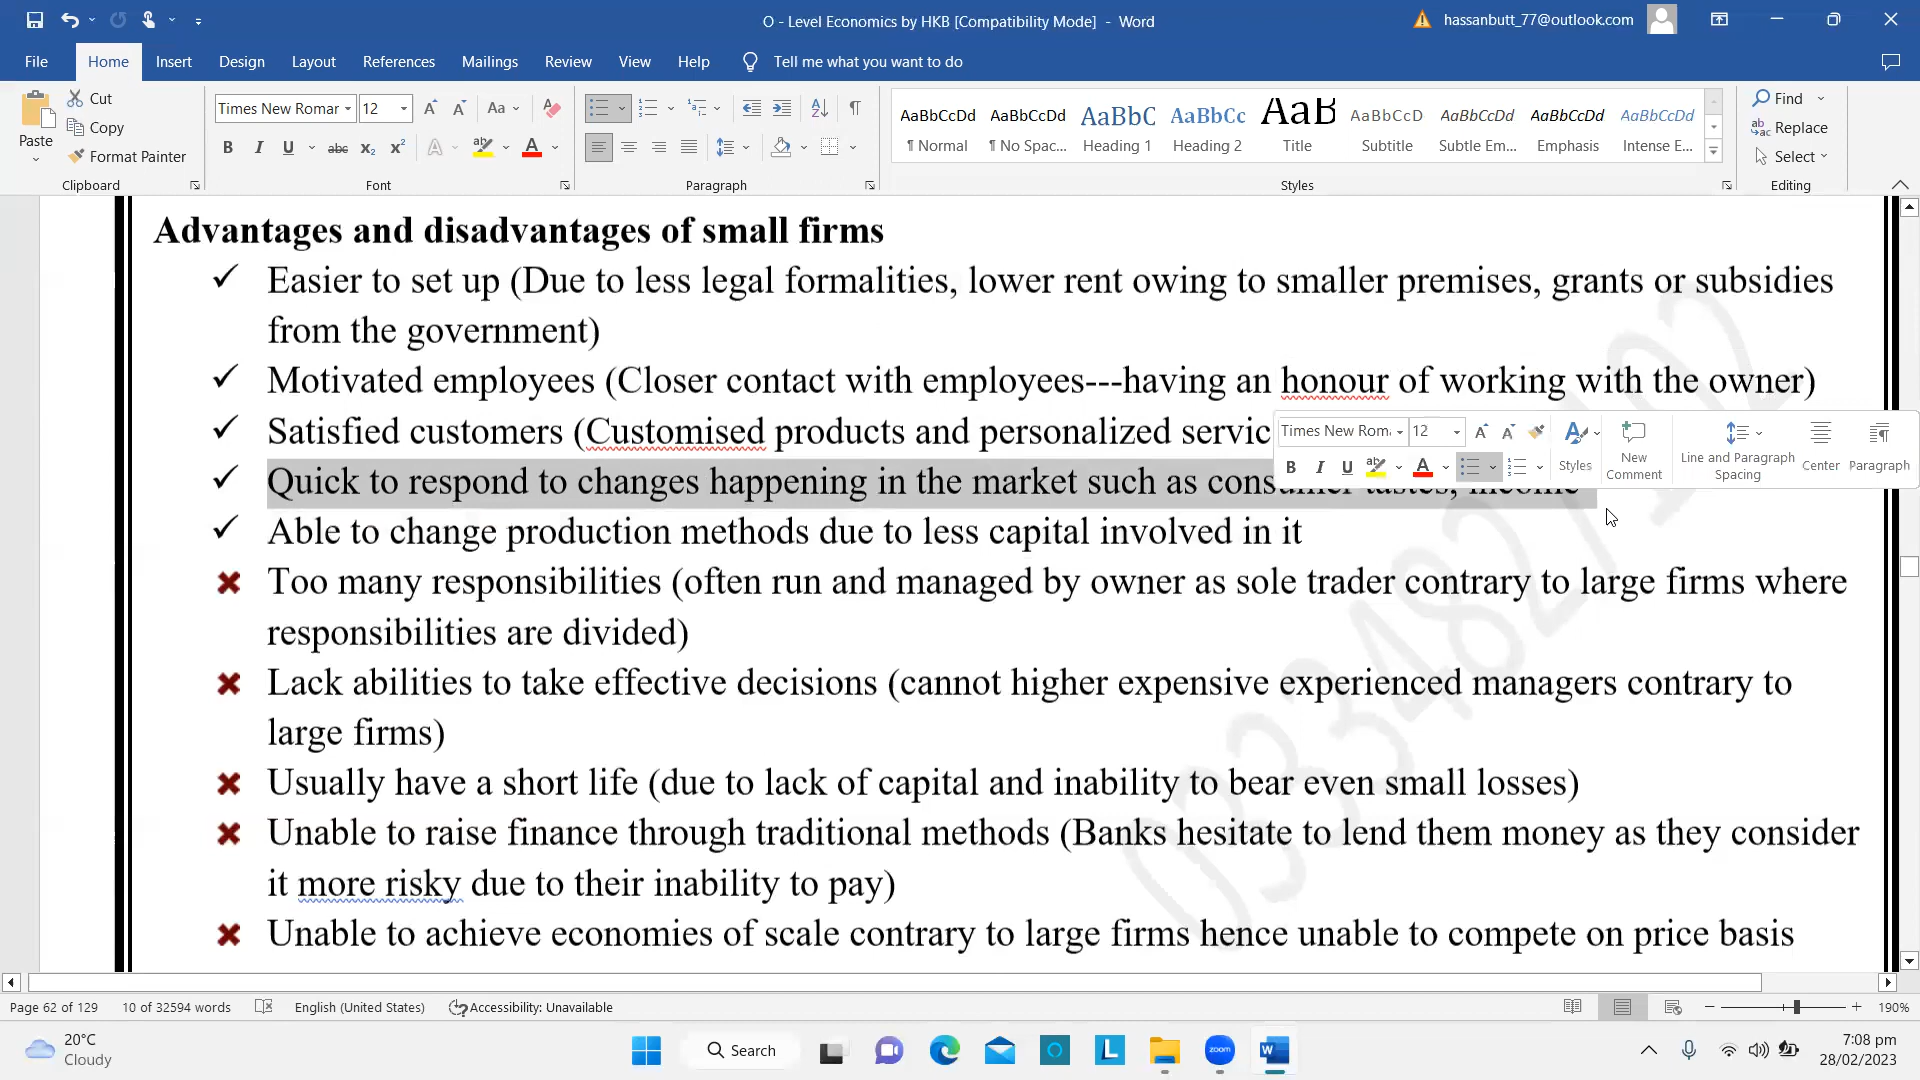 O - Level Economics by HKB [Compatibility Mode] - Word
hassanbutt_77@outlook.com
File Home Insert Design Layout References Mailings Review View Help Tell me what you want to do
Paste
Cut
Copy
Format Painter
Clipboard
Times New Roman 12
Aa
B I U abc x₂ x² A A
Font
Paragraph
AaBbCcDd AaBbCcDd AaBbC AaBbCc AaB AaBbCcD AaBbCcDd AaBbCcDd AaBbCcDd
¶ Normal ¶ No Spac... Heading 1 Heading 2 Title Subtitle Subtle Em... Emphasis Intense E...
Styles
Find
Replace
Select
Editing
Advantages and disadvantages of small firms
✓ Easier to set up (Due to less legal formalities, lower rent owing to smaller premises, grants or subsidies
from the government)
✓ Motivated employees (Closer contact with employees---having an honour of working with the owner)
✓ Satisfied customers (Customised products and personalized servic
✓ Quick to respond to changes happening in the market such as consumer tastes, income
✓ Able to change production methods due to less capital involved in it
✖ Too many responsibilities (often run and managed by owner as sole trader contrary to large firms where
responsibilities are divided)
✖ Lack abilities to take effective decisions (cannot higher expensive experienced managers contrary to
large firms)
✖ Usually have a short life (due to lack of capital and inability to bear even small losses)
✖ Unable to raise finance through traditional methods (Banks hesitate to lend them money as they consider
it more risky due to their inability to pay)
✖ Unable to achieve economies of scale contrary to large firms hence unable to compete on price basis
Times New Rom 12
B I U A
Styles
New Comment
Line and Paragraph Spacing
Center
Paragraph
Page 62 of 129 10 of 32594 words English (United States) Accessibility: Unavailable 190%
20°C
Cloudy
Search
zoom
7:08 pm
28/02/2023